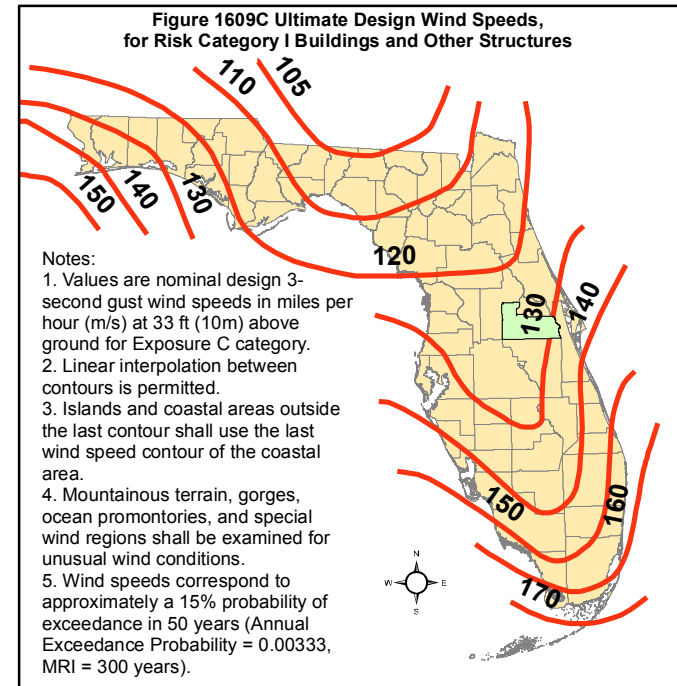 Figure 1609C Ultimate Design Wind Speeds,
for Risk Category I Buildings and Other Structures
105
110
150
140
130
120
130
140
Notes:
1. Values are nominal design 3-
second gust wind speeds in miles per
hour (m/s) at 33 ft (10m) above
ground for Exposure C category.
2. Linear interpolation between
contours is permitted.
3. Islands and coastal areas outside
the last contour shall use the last
wind speed contour of the coastal
area.
4. Mountainous terrain, gorges,
ocean promontories, and special
wind regions shall be examined for
unusual wind conditions.
5. Wind speeds correspond to
approximately a 15% probability of
exceedance in 50 years (Annual
Exceedance Probability = 0.00333,
MRI = 300 years).
150
160
170
N
W E
S